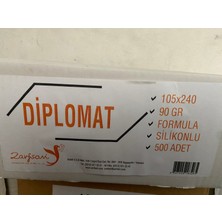 DİPLOMAT
✓ 105x240
✓ 90 GR
✓ FORMULA
✓ SİLİKONLU
✓ 500 ADET
Zarfsan